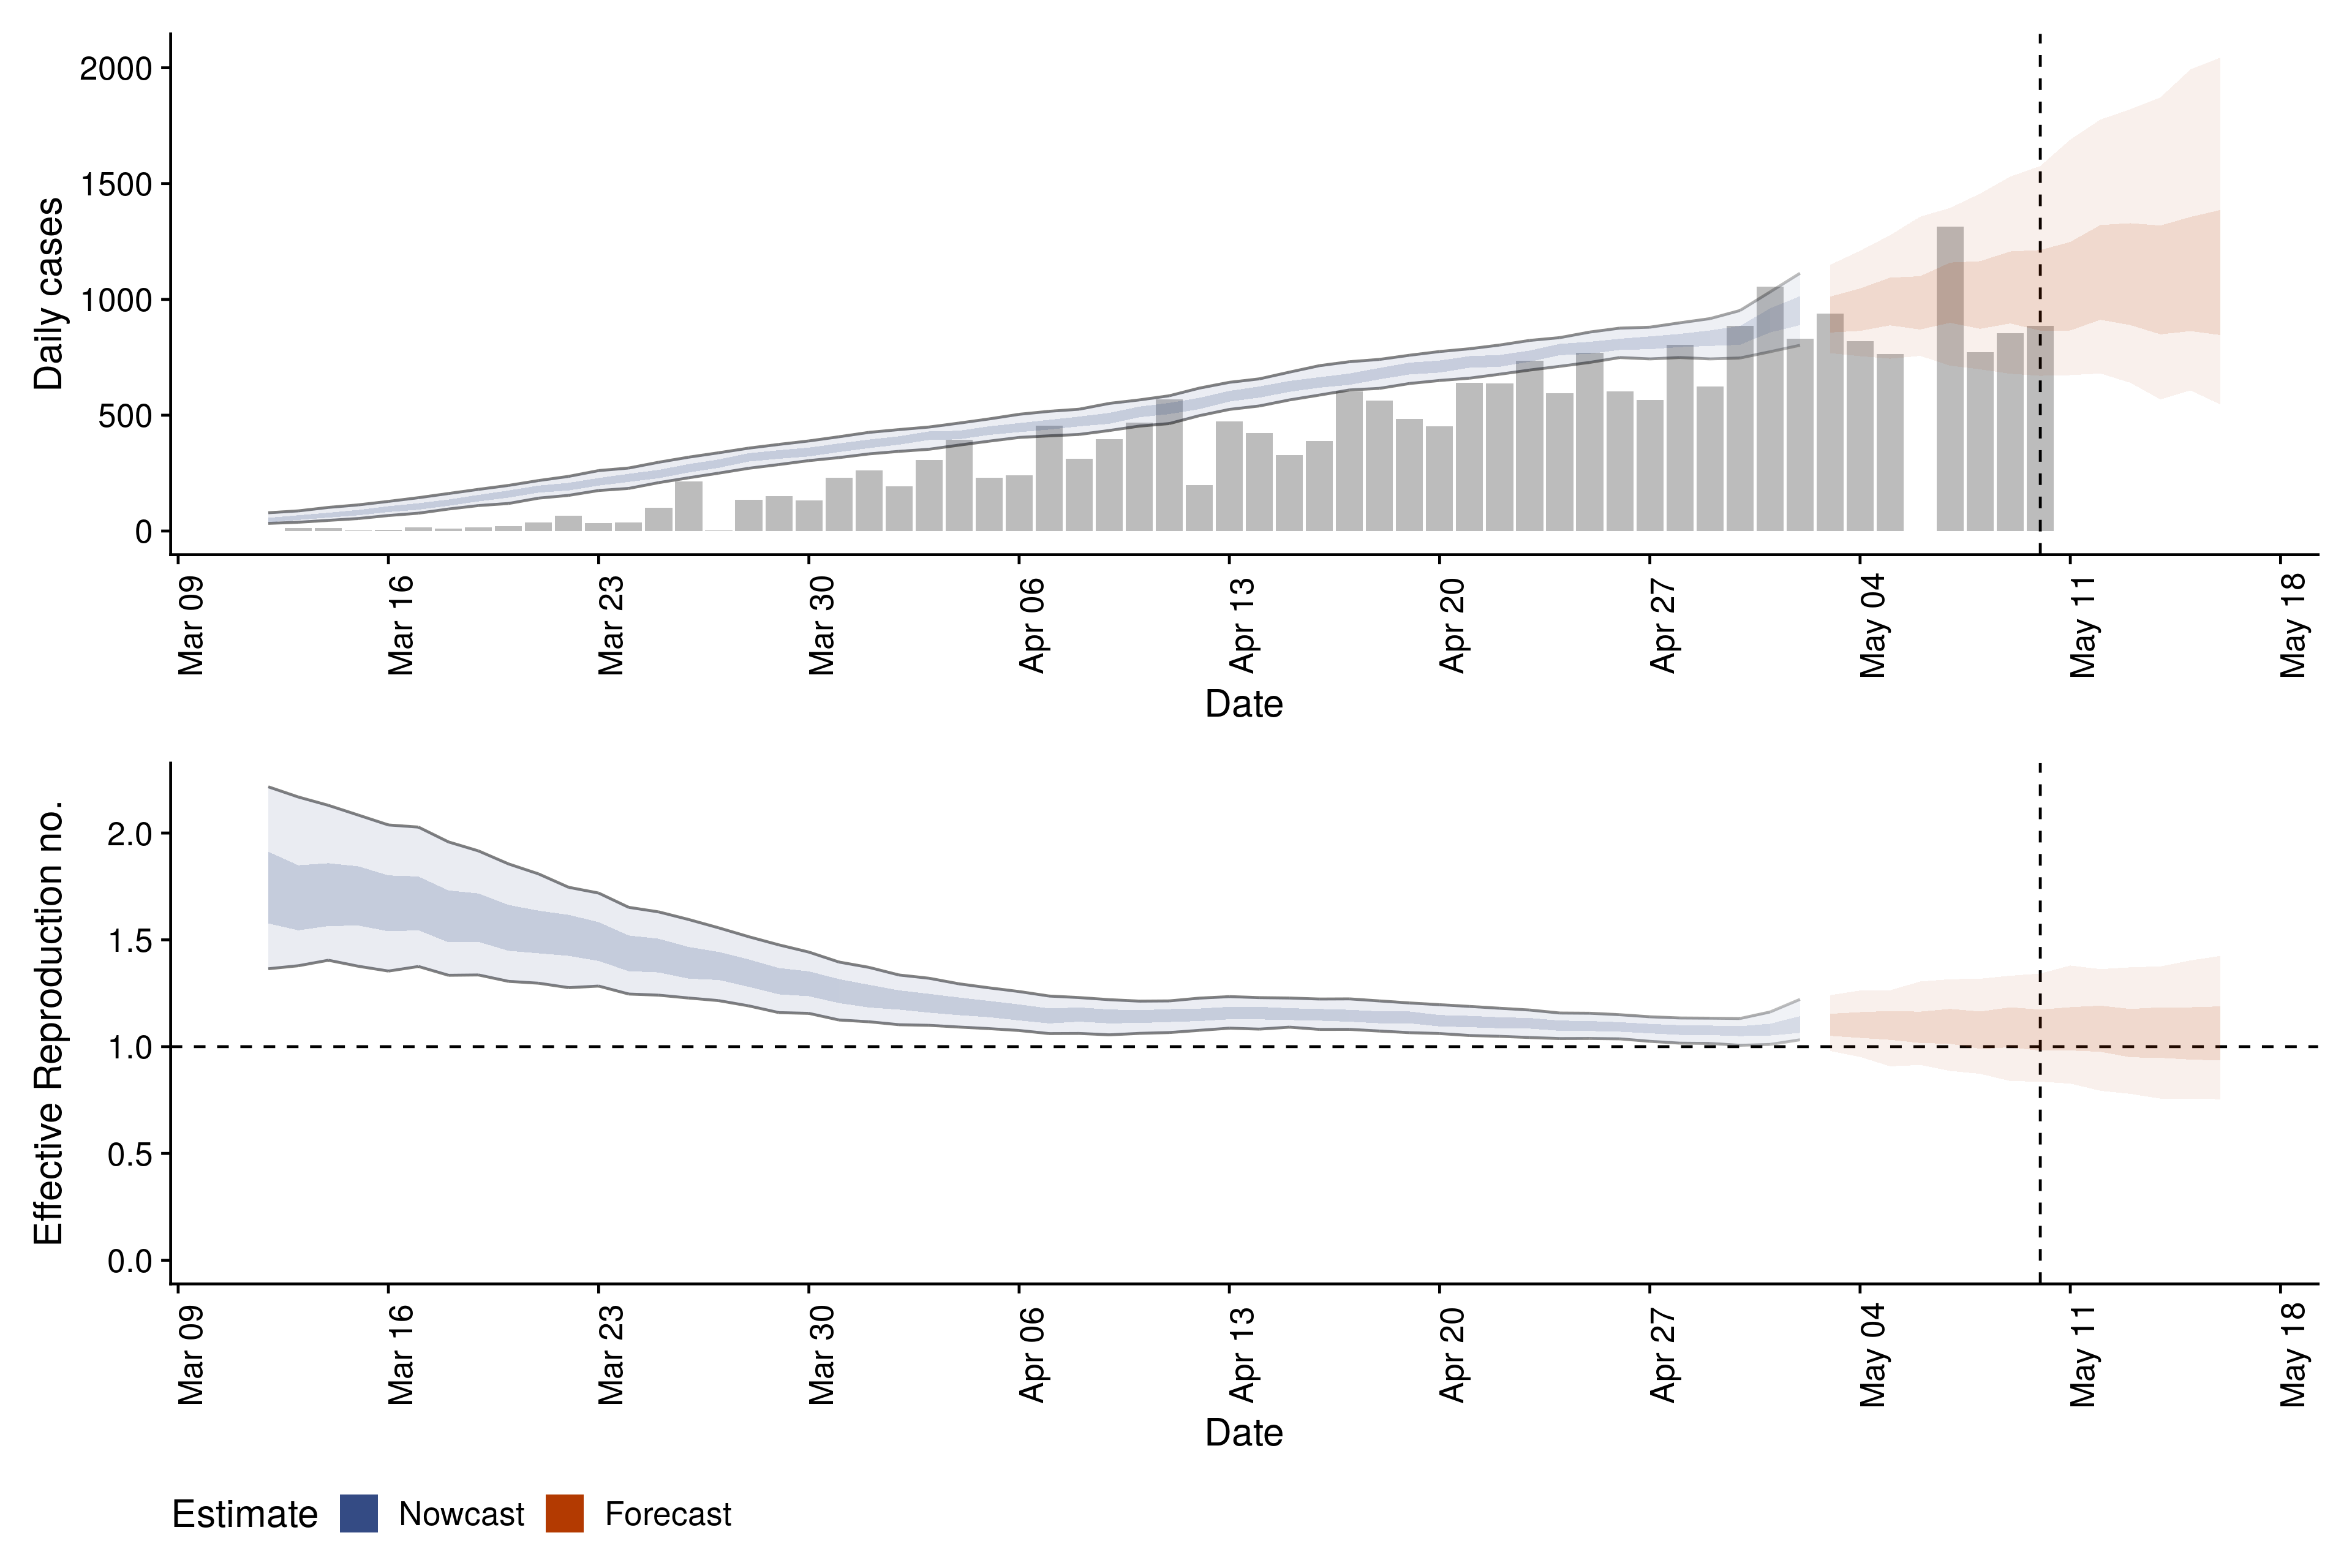 2000
1500
1000
500
0
Daily cases
Mar 09 Mar 16 Mar 23 Mar 30 Apr 06 Apr 13 Apr 20 Apr 27 May 04 May 11 May 18
Date
2.0
1.5
1.0
0.5
0.0
Effective Reproduction no.
Mar 09 Mar 16 Mar 23 Mar 30 Apr 06 Apr 13 Apr 20 Apr 27 May 04 May 11 May 18
Date
Estimate Nowcast Forecast